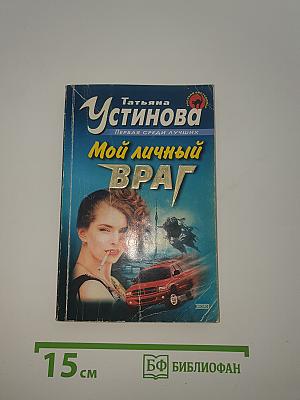 Татьяна
Устинова
Первая среди лучших
Мой личный
ВРАГ
15 см
БФ БИБЛИОФАН